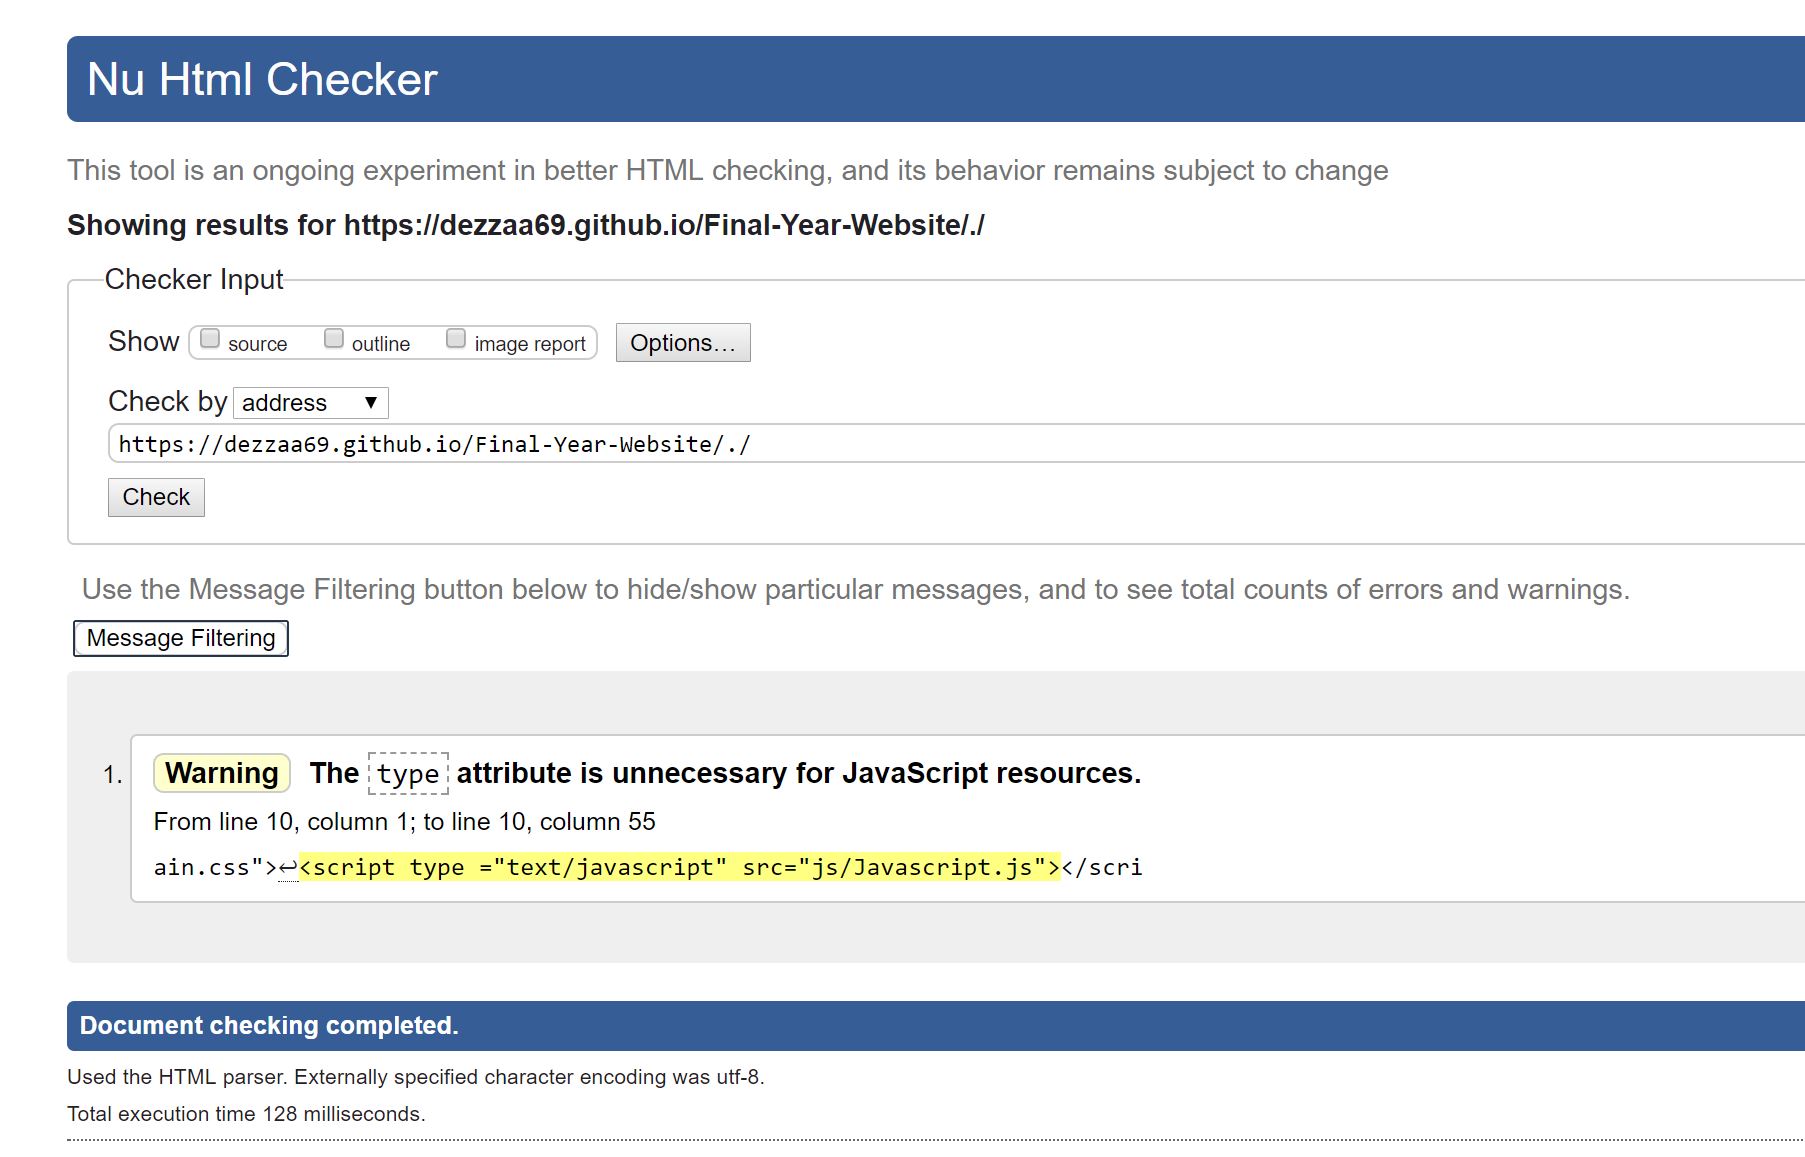 Nu Html Checker
This tool is an ongoing experiment in better HTML checking, and its behavior remains subject to change
Showing results for https://dezzaa69.github.io/Final-Year-Website/./
Checker Input
Show source outline image report Options…
Check by address ▼
https://dezzaa69.github.io/Final-Year-Website/./
Check
Use the Message Filtering button below to hide/show particular messages, and to see total counts of errors and warnings.
Message Filtering
1. Warning The type attribute is unnecessary for JavaScript resources.
From line 10, column 1; to line 10, column 55
ain.css">↩<script type ="text/javascript" src="js/Javascript.js"></scri
Document checking completed.
Used the HTML parser. Externally specified character encoding was utf-8.
Total execution time 128 milliseconds.